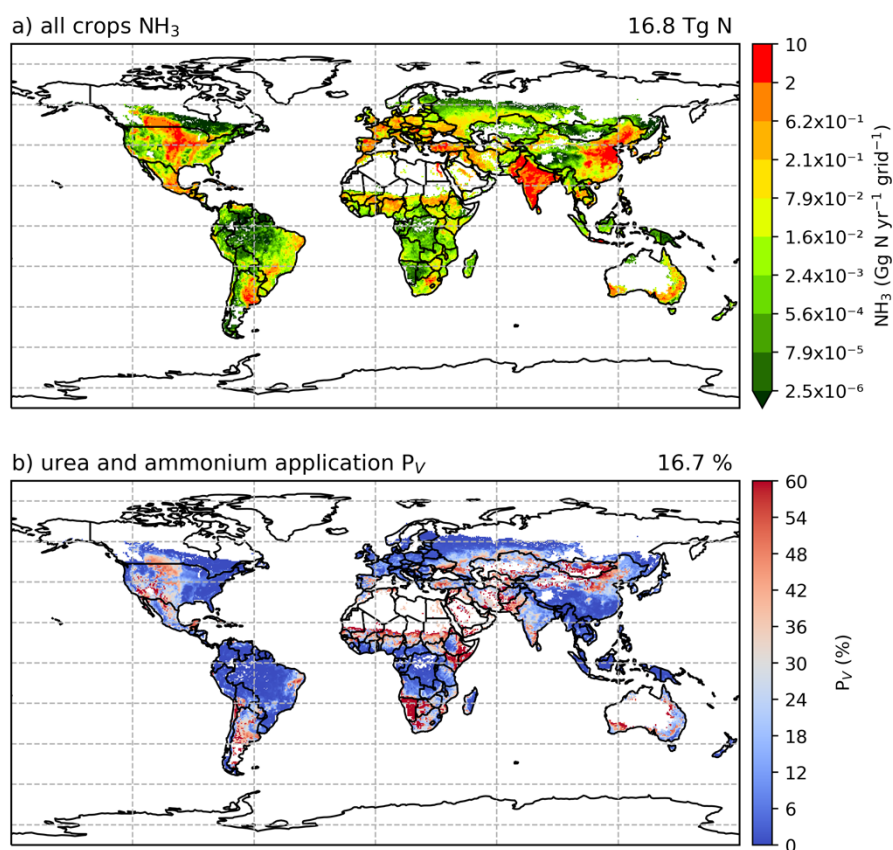 a) all crops NH₃ 16.8 Tg N
10
2
6.2x10⁻¹
2.1x10⁻¹
7.9x10⁻²
1.6x10⁻²
2.4x10⁻³
5.6x10⁻⁴
7.9x10⁻⁵
2.5x10⁻⁶
NH₃ (Gg N yr⁻¹ grid⁻¹)
b) urea and ammonium application P_V 16.7 %
60
54
48
42
36
30
24
18
12
6
0
P_V (%)